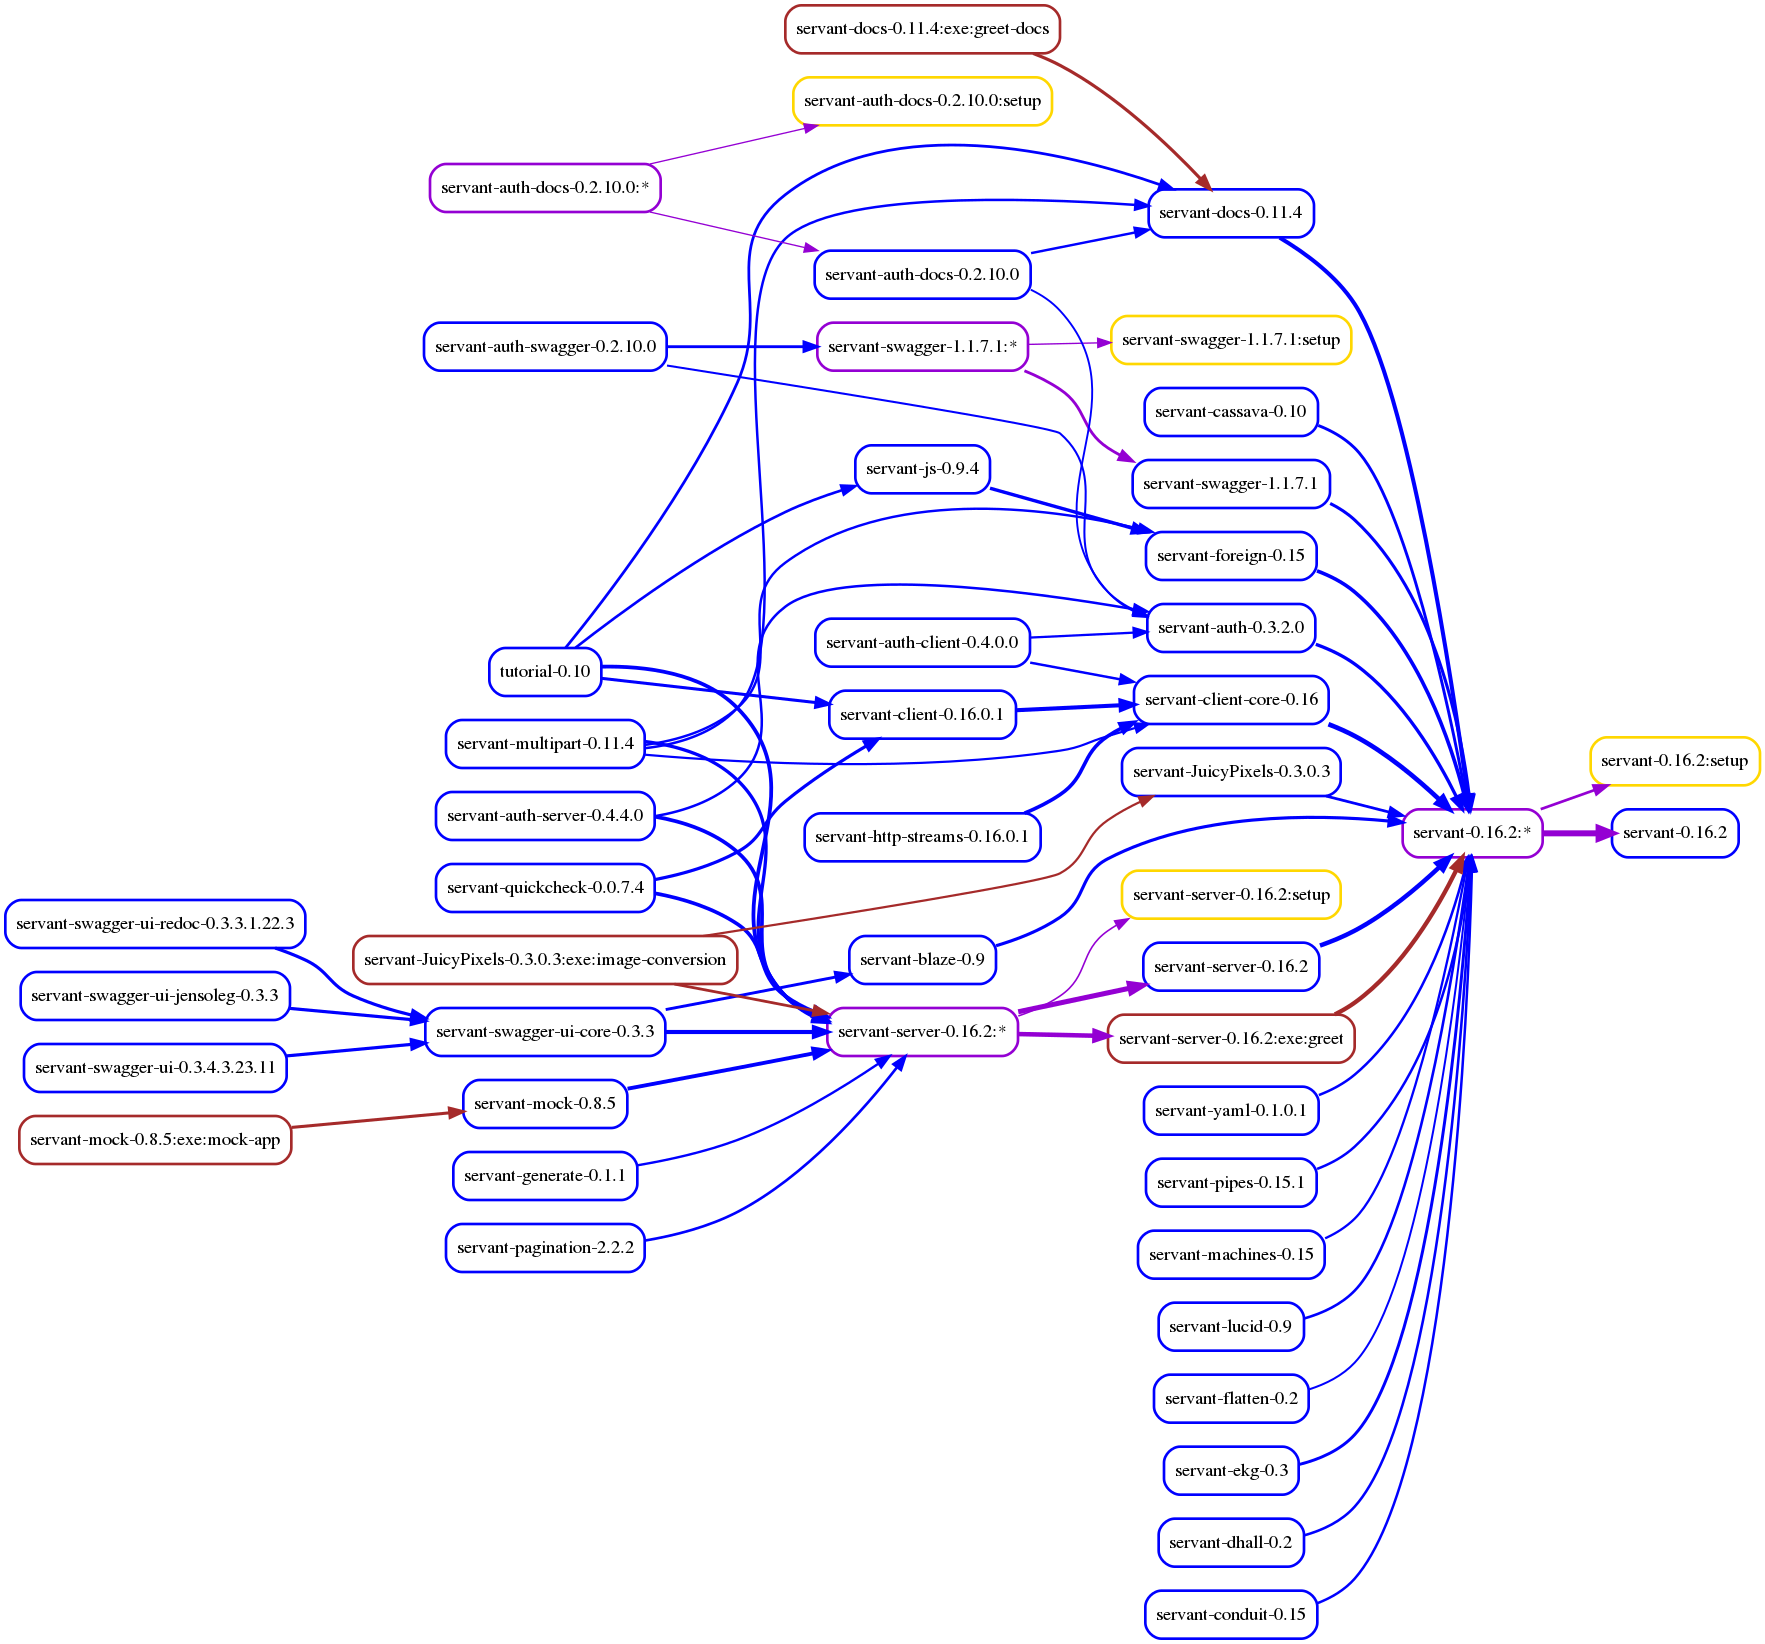 servant-docs-0.11.4:exe:greet-docs
servant-auth-docs-0.2.10.0:setup
servant-auth-docs-0.2.10.0:*
servant-docs-0.11.4
servant-auth-docs-0.2.10.0
servant-auth-swagger-0.2.10.0
servant-swagger-1.1.7.1:*
servant-swagger-1.1.7.1:setup
servant-cassava-0.10
servant-js-0.9.4
servant-swagger-1.1.7.1
servant-foreign-0.15
servant-auth-0.3.2.0
servant-auth-client-0.4.0.0
tutorial-0.10
servant-client-core-0.16
servant-client-0.16.0.1
servant-multipart-0.11.4
servant-JuicyPixels-0.3.0.3
servant-0.16.2:setup
servant-auth-server-0.4.4.0
servant-http-streams-0.16.0.1
servant-0.16.2:*
servant-0.16.2
servant-quickcheck-0.0.7.4
servant-server-0.16.2:setup
servant-swagger-ui-redoc-0.3.3.1.22.3
servant-JuicyPixels-0.3.0.3:exe:image-conversion
servant-blaze-0.9
servant-server-0.16.2
servant-swagger-ui-jensoleg-0.3.3
servant-swagger-ui-core-0.3.3
servant-server-0.16.2:*
servant-server-0.16.2:exe:greet
servant-swagger-ui-0.3.4.3.23.11
servant-mock-0.8.5
servant-yaml-0.1.0.1
servant-mock-0.8.5:exe:mock-app
servant-generate-0.1.1
servant-pipes-0.15.1
servant-pagination-2.2.2
servant-machines-0.15
servant-lucid-0.9
servant-flatten-0.2
servant-ekg-0.3
servant-dhall-0.2
servant-conduit-0.15